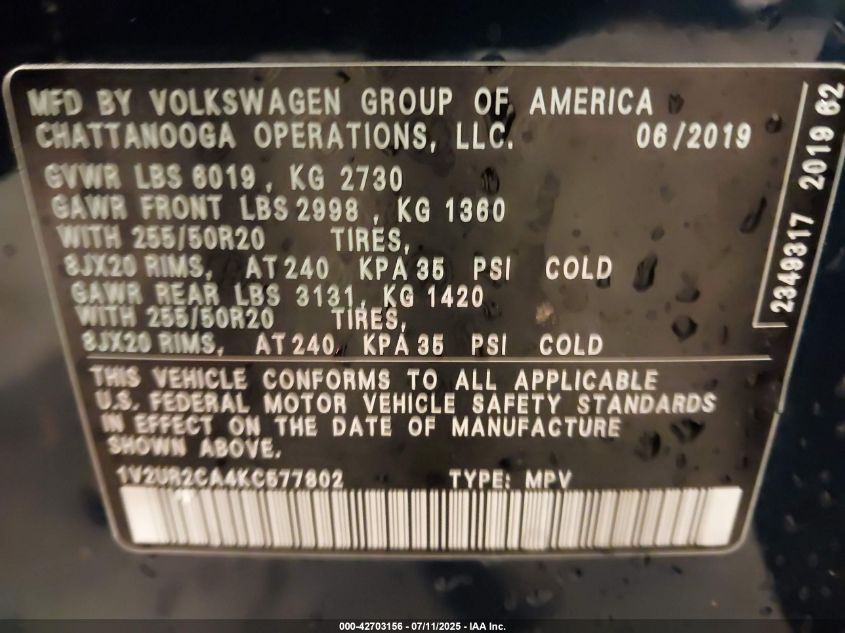 MFD BY VOLKSWAGEN GROUP OF AMERICA
CHATTANOOGA OPERATIONS, LLC. 06/2019
GVWR LBS 6019 , KG 2730
GAWR FRONT LBS 2998 , KG 1360
WITH 255/50R20 TIRES,
8JX20 RIMS, AT 240 KPA 35 PSI COLD
GAWR REAR LBS 3131, KG 1420
WITH 255/50R20 TIRES,
8JX20 RIMS, AT 240 KPA 35 PSI COLD
THIS VEHICLE CONFORMS TO ALL APPLICABLE
U.S. FEDERAL MOTOR VEHICLE SAFETY STANDARDS
IN EFFECT ON THE DATE OF MANUFACTURE
SHOWN ABOVE.
1V2UR2CA4KC577802 TYPE: MPV
2349317 2019 62
000-42703156 - 07/11/2025 - IAA Inc.